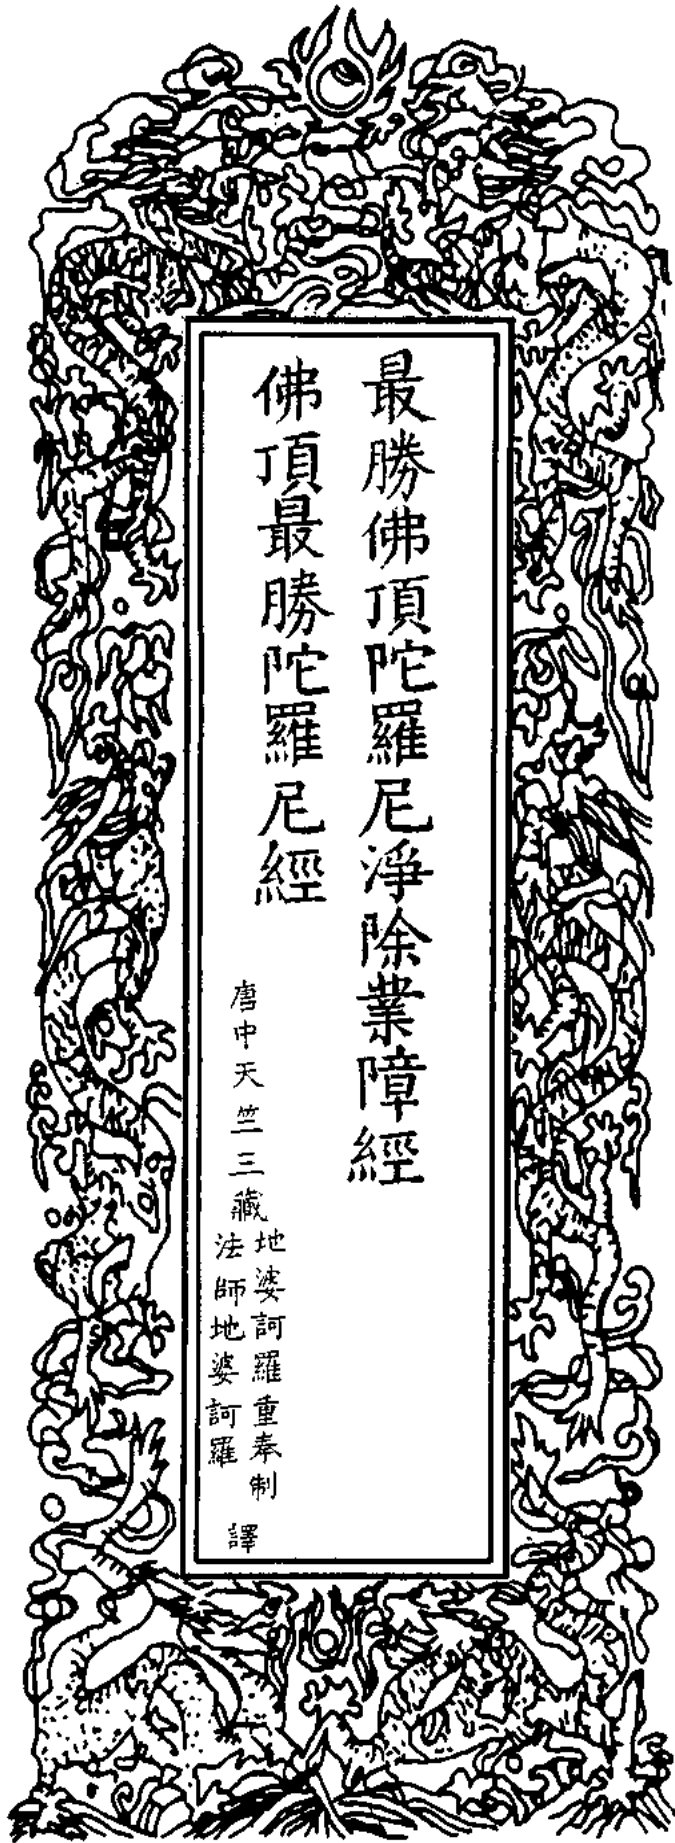 最勝佛頂陀羅尼淨除業障經
佛頂最勝陀羅尼經
唐中天竺三藏
地婆訶羅重奉制
法師地婆訶羅
譯